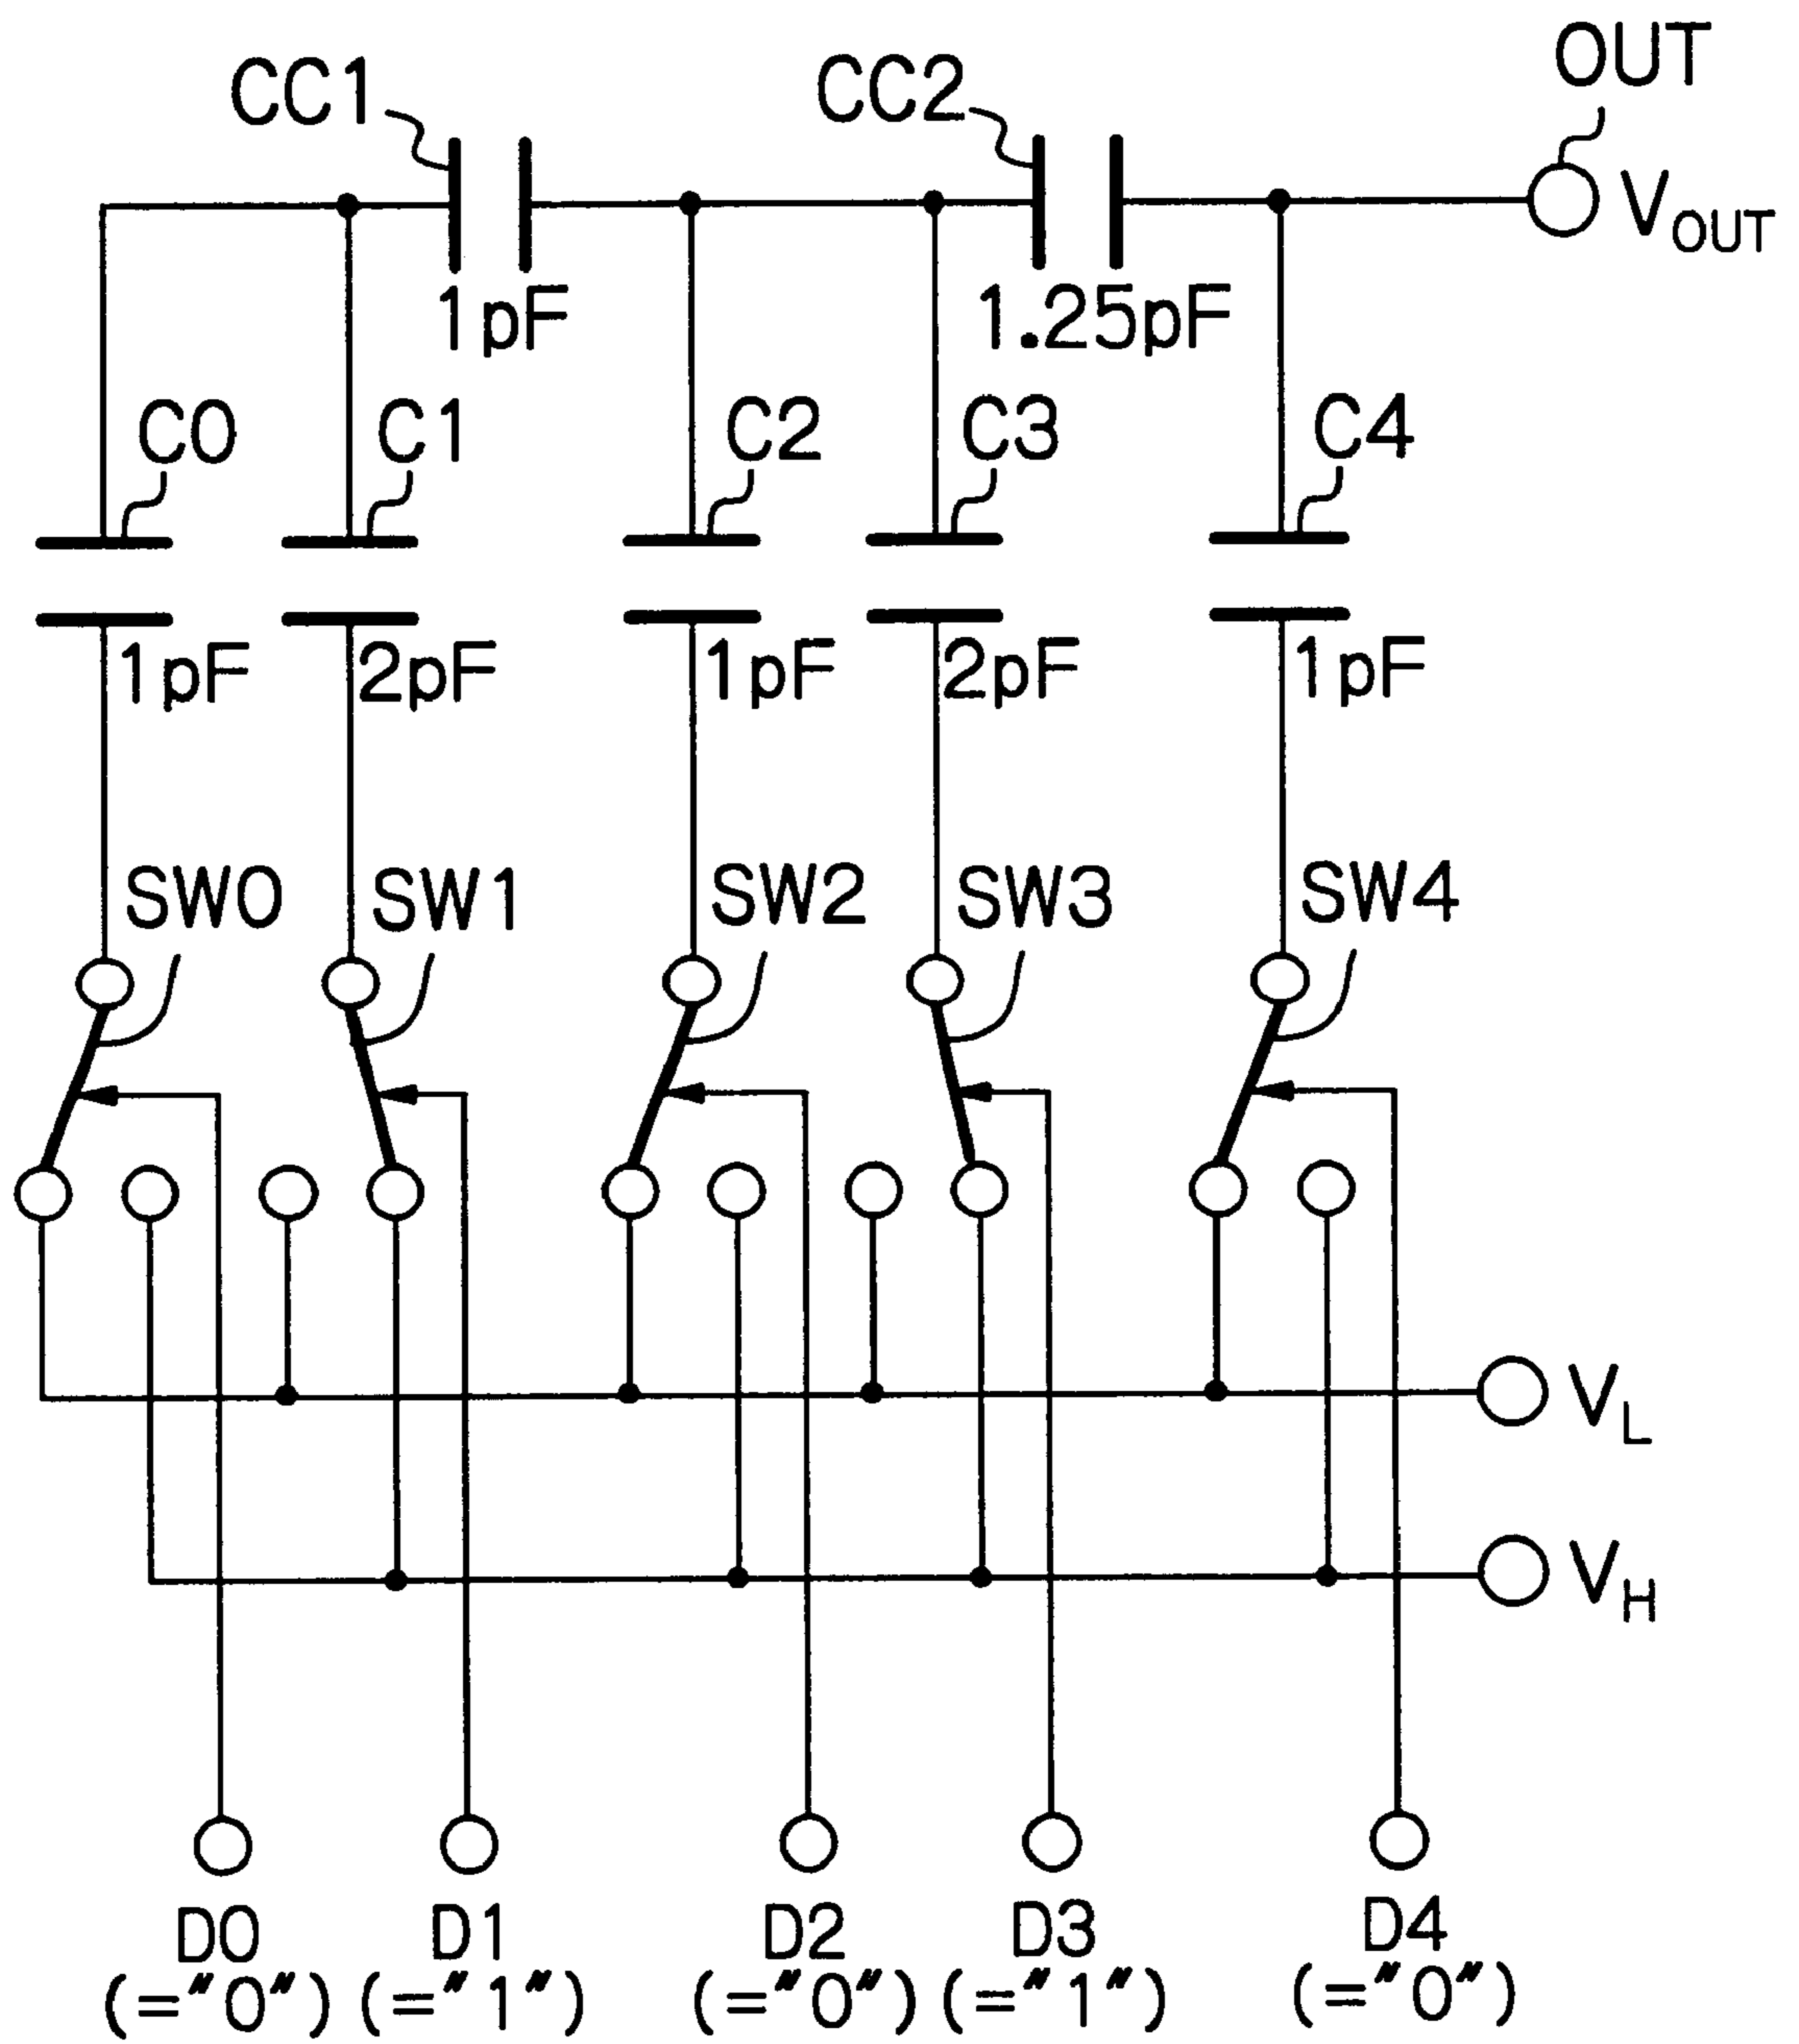 OUT
CC1
CC2
VOUT
1pF
1.25pF
C0
C1
C2
C3
C4
1pF
2pF
1pF
2pF
1pF
SW0
SW1
SW2
SW3
SW4
VL
VH
D0
D1
D2
D3
D4
(="0")
(="1")
(="0")
(="1")
(="0")